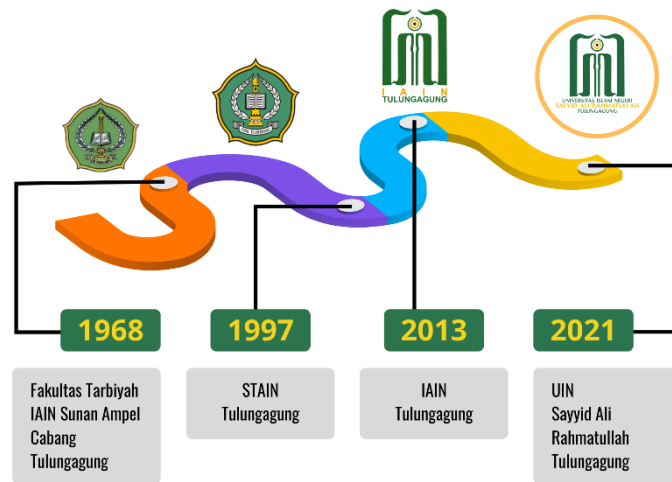 IAIN
TULUNGAGUNG
UNIVERSITAS ISLAM NEGERI
SAYYID ALI RAHMATULLAH
TULUNGAGUNG
1968
1997
2013
2021
Fakultas Tarbiyah
IAIN Sunan Ampel
Cabang
Tulungagung
STAIN
Tulungagung
IAIN
Tulungagung
UIN
Sayyid Ali
Rahmatullah
Tulungagung